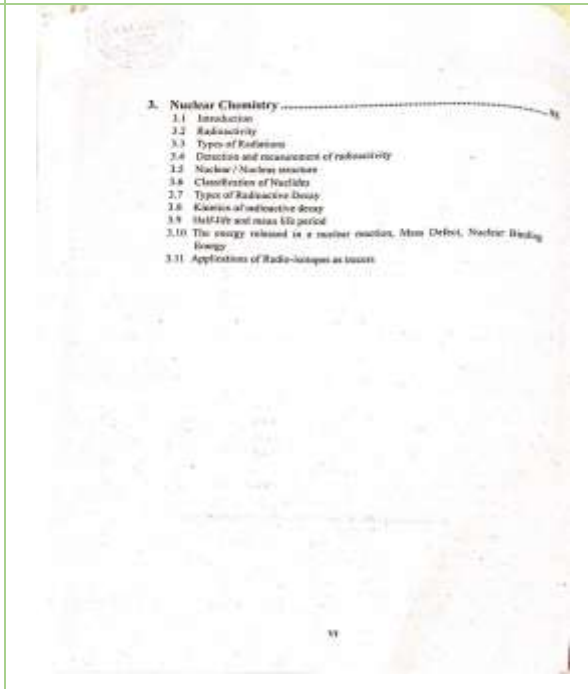 3. Nuclear Chemistry
3.1 Introduction
3.2 Radioactivity
3.3 Types of Radiations
3.4 Detection and measurement of radioactivity
3.5 Nuclear / Nucleus structure
3.6 Classification of Nuclides
3.7 Types of Radioactive Decay
3.8 Kinetics of radioactive decay
3.9 Half-life and mean life period
3.10 The energy released in a nuclear reaction, Mass Defect, Nuclear Binding
Energy
3.11 Applications of Radio-isotopes as tracers
VI